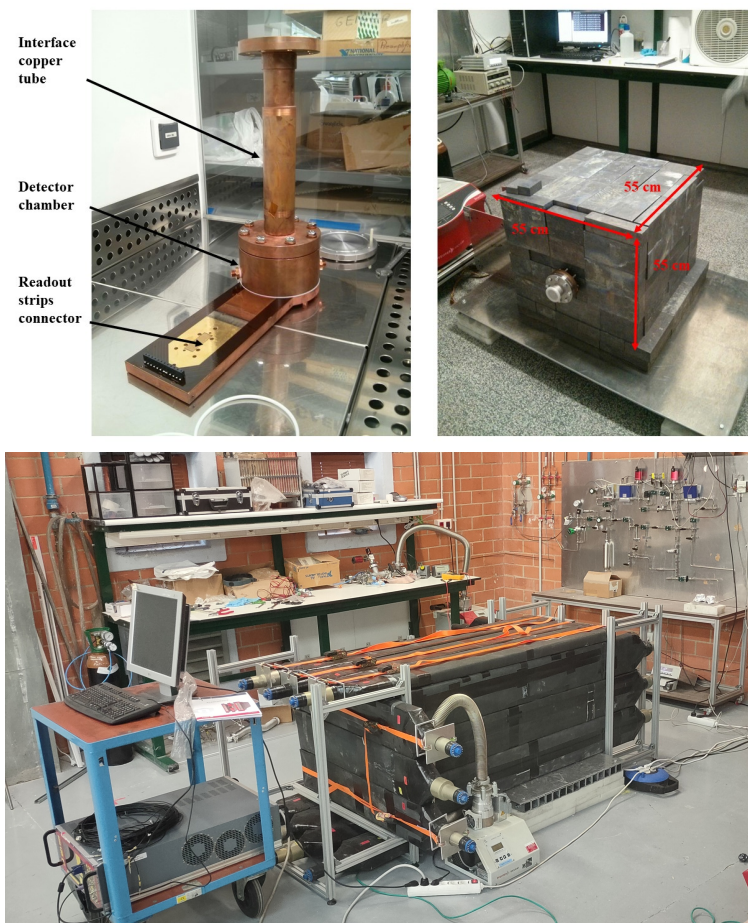 Interface
copper
tube
Detector
chamber
Readout
strips
connector
55 cm
55 cm
55 cm